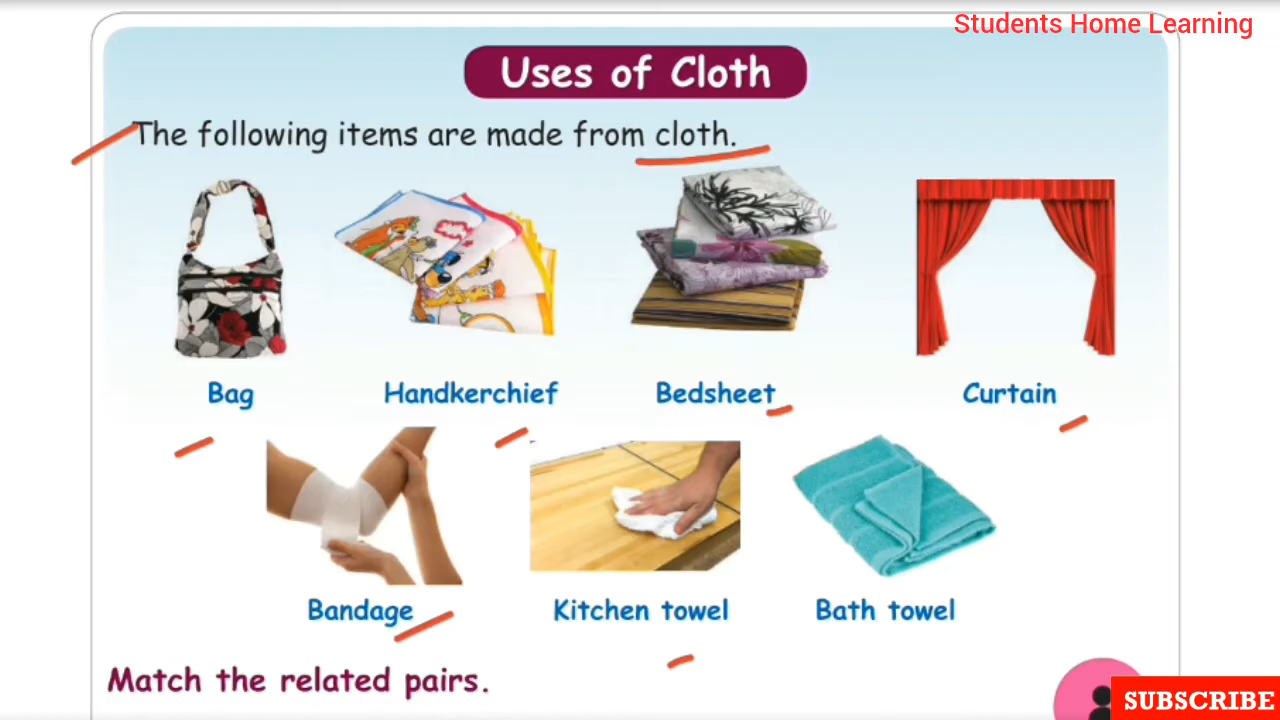 Students Home Learning
Uses of Cloth
The following items are made from cloth.
Bag Handkerchief Bedsheet Curtain
Bandage Kitchen towel Bath towel
Match the related pairs.
SUBSCRIBE